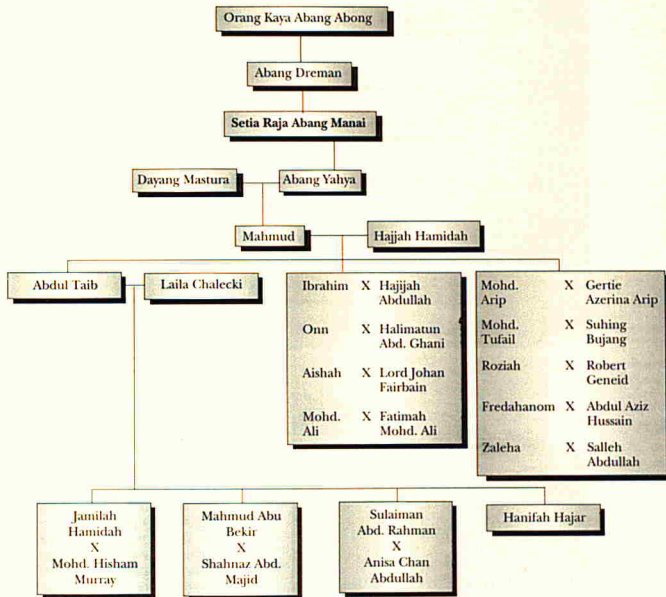 Orang Kaya Abang Abong
Abang Dreman
Setia Raja Abang Manai
Dayang Mastura
Abang Yahya
Mahmud
Hajjah Hamidah
Abdul Taib
Laila Chalecki
Ibrahim X Hajijah
Abdullah
Onn X Halimatun
Abd. Ghani
Aishah X Lord Johan
Fairbain
Mohd. X Fatimah
Ali Mohd. Ali
Mohd. X Gertie
Arip Azerina Arip
Mohd. X Suhing
Tufail Bujang
Roziah X Robert
Geneid
Fredahanom X Abdul Aziz
Hussain
Zaleha X Salleh
Abdullah
Jamilah
Hamidah
X
Mohd. Hisham
Murray
Mahmud Abu
Bekir
X
Shahnaz Abd.
Majid
Sulaiman
Abd. Rahman
X
Anisa Chan
Abdullah
Hanifah Hajar